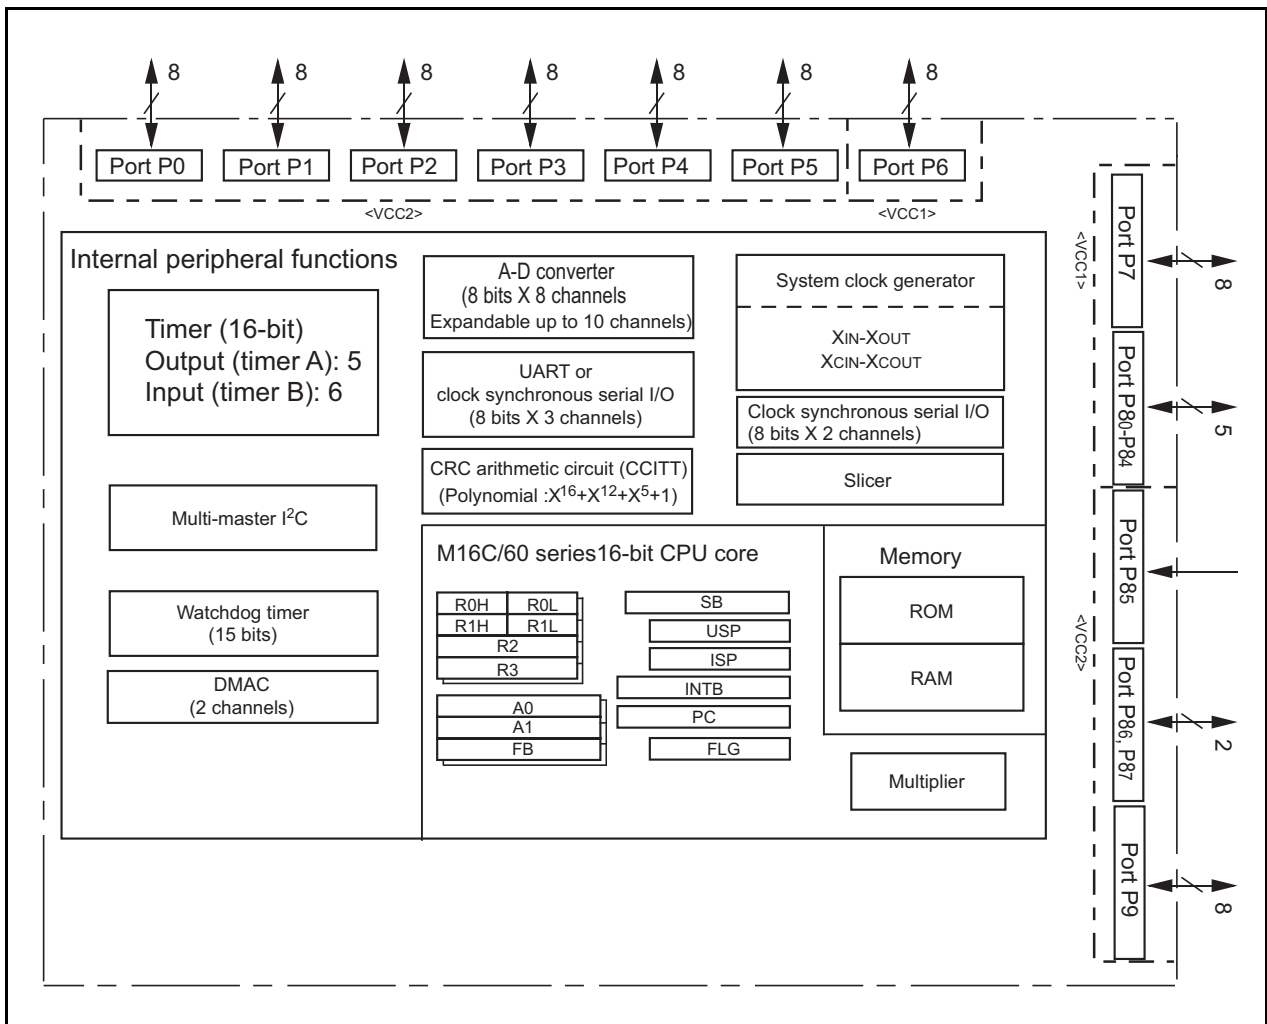 8 8 8 8 8 8 8
Port P0 Port P1 Port P2 Port P3 Port P4 Port P5 Port P6
<VCC2> <VCC1>
Internal peripheral functions
Timer (16-bit)
Output (timer A): 5
Input (timer B): 6
Multi-master I²C
Watchdog timer
(15 bits)
DMAC
(2 channels)
A-D converter
(8 bits X 8 channels
Expandable up to 10 channels)
UART or
clock synchronous serial I/O
(8 bits X 3 channels)
CRC arithmetic circuit (CCITT)
(Polynomial :X¹⁶+X¹²+X⁵+1)
System clock generator
XIN-XOUT
XCIN-XCOUT
Clock synchronous serial I/O
(8 bits X 2 channels)
Slicer
M16C/60 series16-bit CPU core
R0H R0L
R1H R1L
R2
R3
A0
A1
FB
SB
USP
ISP
INTB
PC
FLG
Memory
ROM
RAM
Multiplier
<VCC1>
Port P7
8
Port P80-P84
5
<VCC2>
Port P85
Port P86, P87
2
Port P9
8